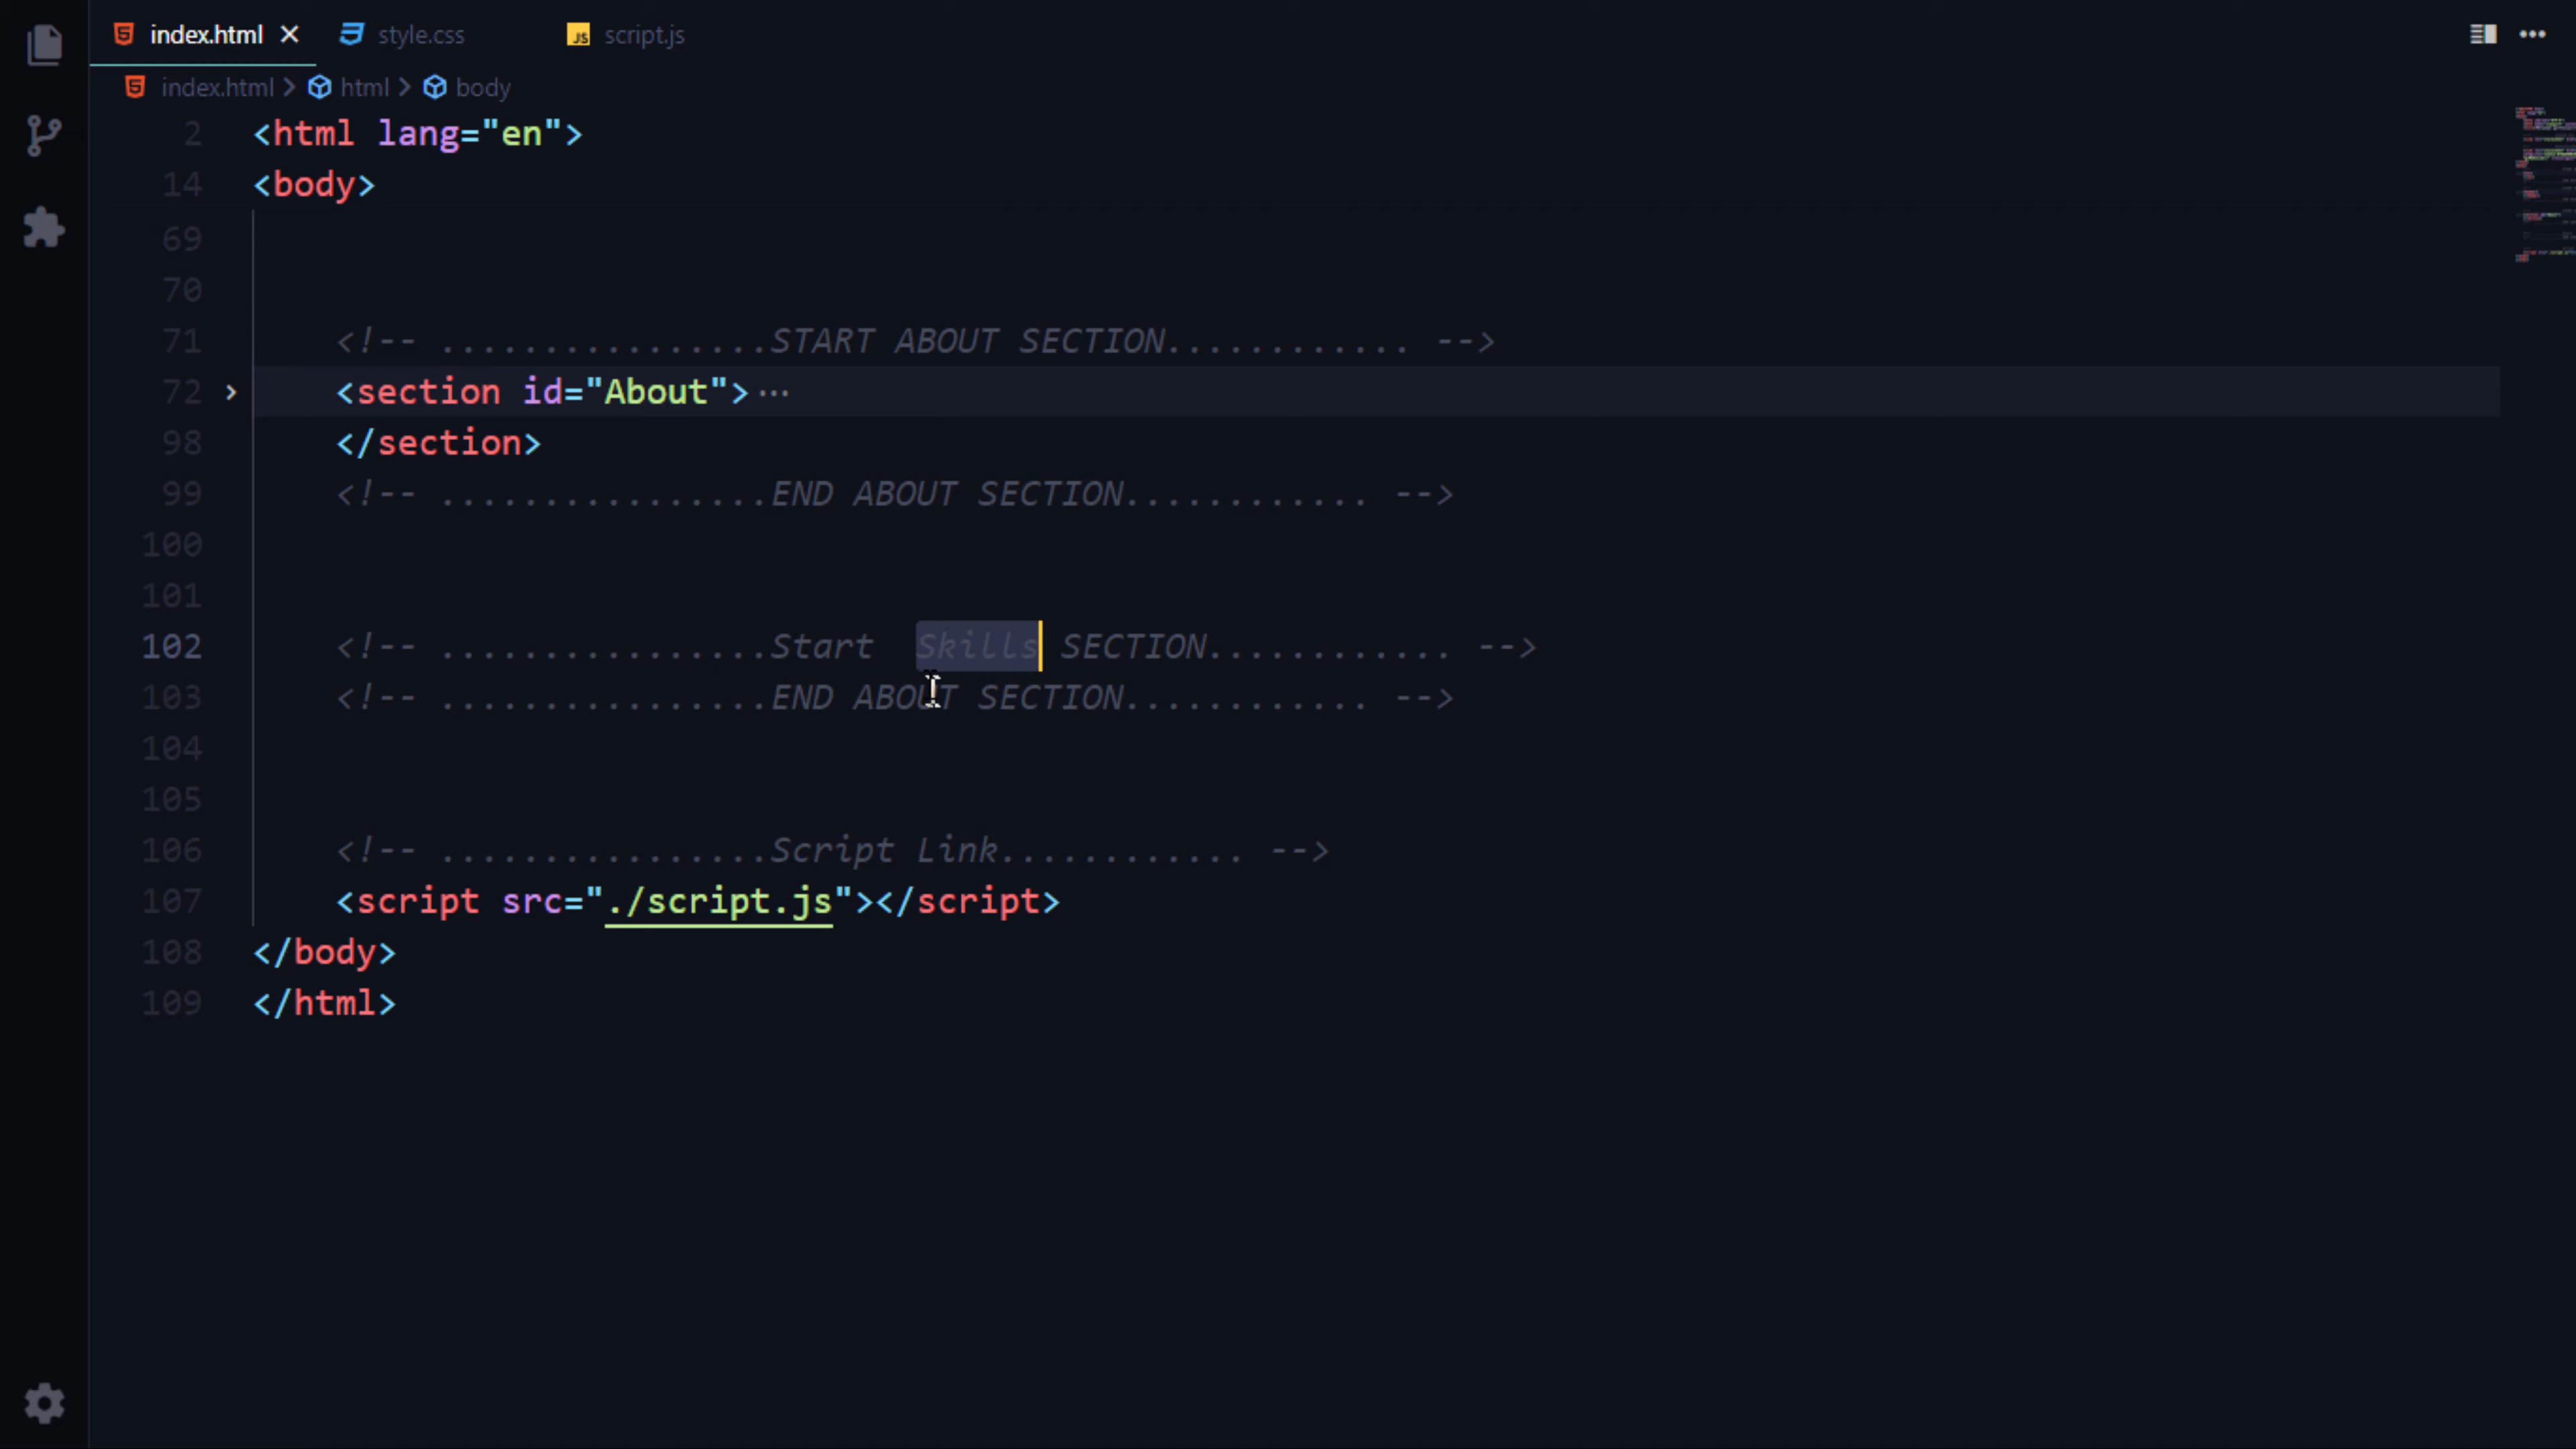 index.html style.css JS script.js
index.html > html > body
2 <html lang="en">
14 <body>
69
70
71 <!-- ................START ABOUT SECTION............ -->
72 <section id="About">···
98 </section>
99 <!-- ................END ABOUT SECTION............ -->
100
101
102 <!-- ................Start  Skills SECTION............ -->
103 <!-- ................END ABOUT SECTION............ -->
104
105
106 <!-- ................Script Link............ -->
107 <script src="./script.js"></script>
108 </body>
109 </html>